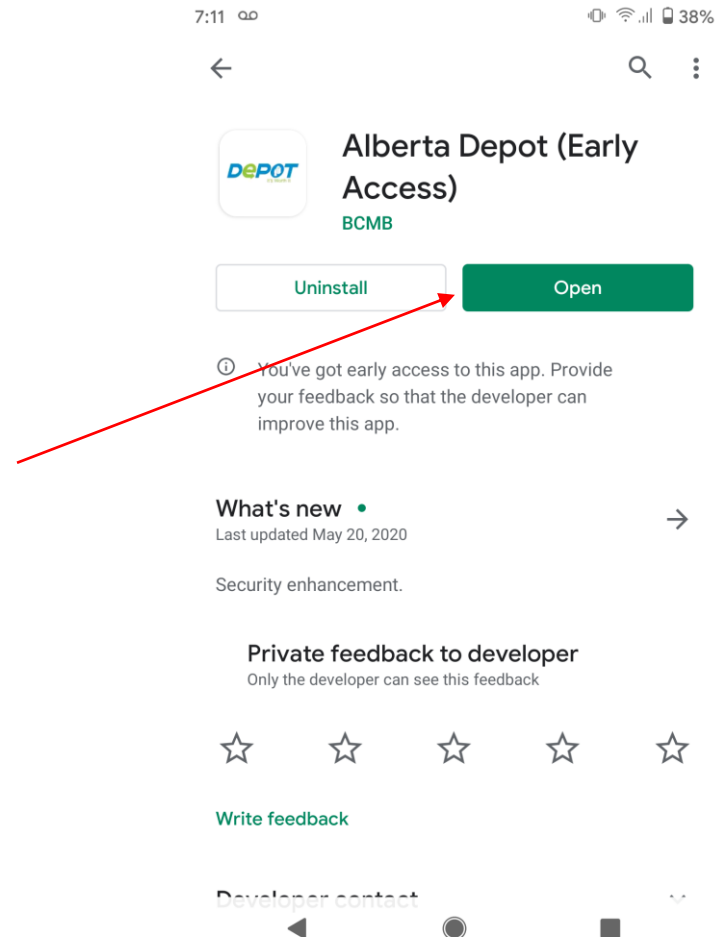 7:11
38%
DePOT
Alberta Depot (Early
Access)
BCMB
Uninstall
Open
You've got early access to this app. Provide
your feedback so that the developer can
improve this app.
What's new
Last updated May 20, 2020
Security enhancement.
Private feedback to developer
Only the developer can see this feedback
Write feedback
Developer contact